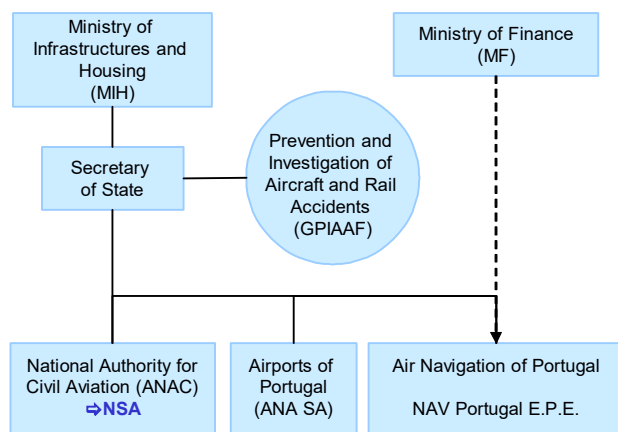 Ministry of
Infrastructures and
Housing
(MIH)
Ministry of Finance
(MF)
Prevention and
Investigation of
Aircraft and Rail
Accidents
(GPIAAF)
Secretary
of State
National Authority for
Civil Aviation (ANAC)
⇨NSA
Airports of
Portugal
(ANA SA)
Air Navigation of Portugal
NAV Portugal E.P.E.